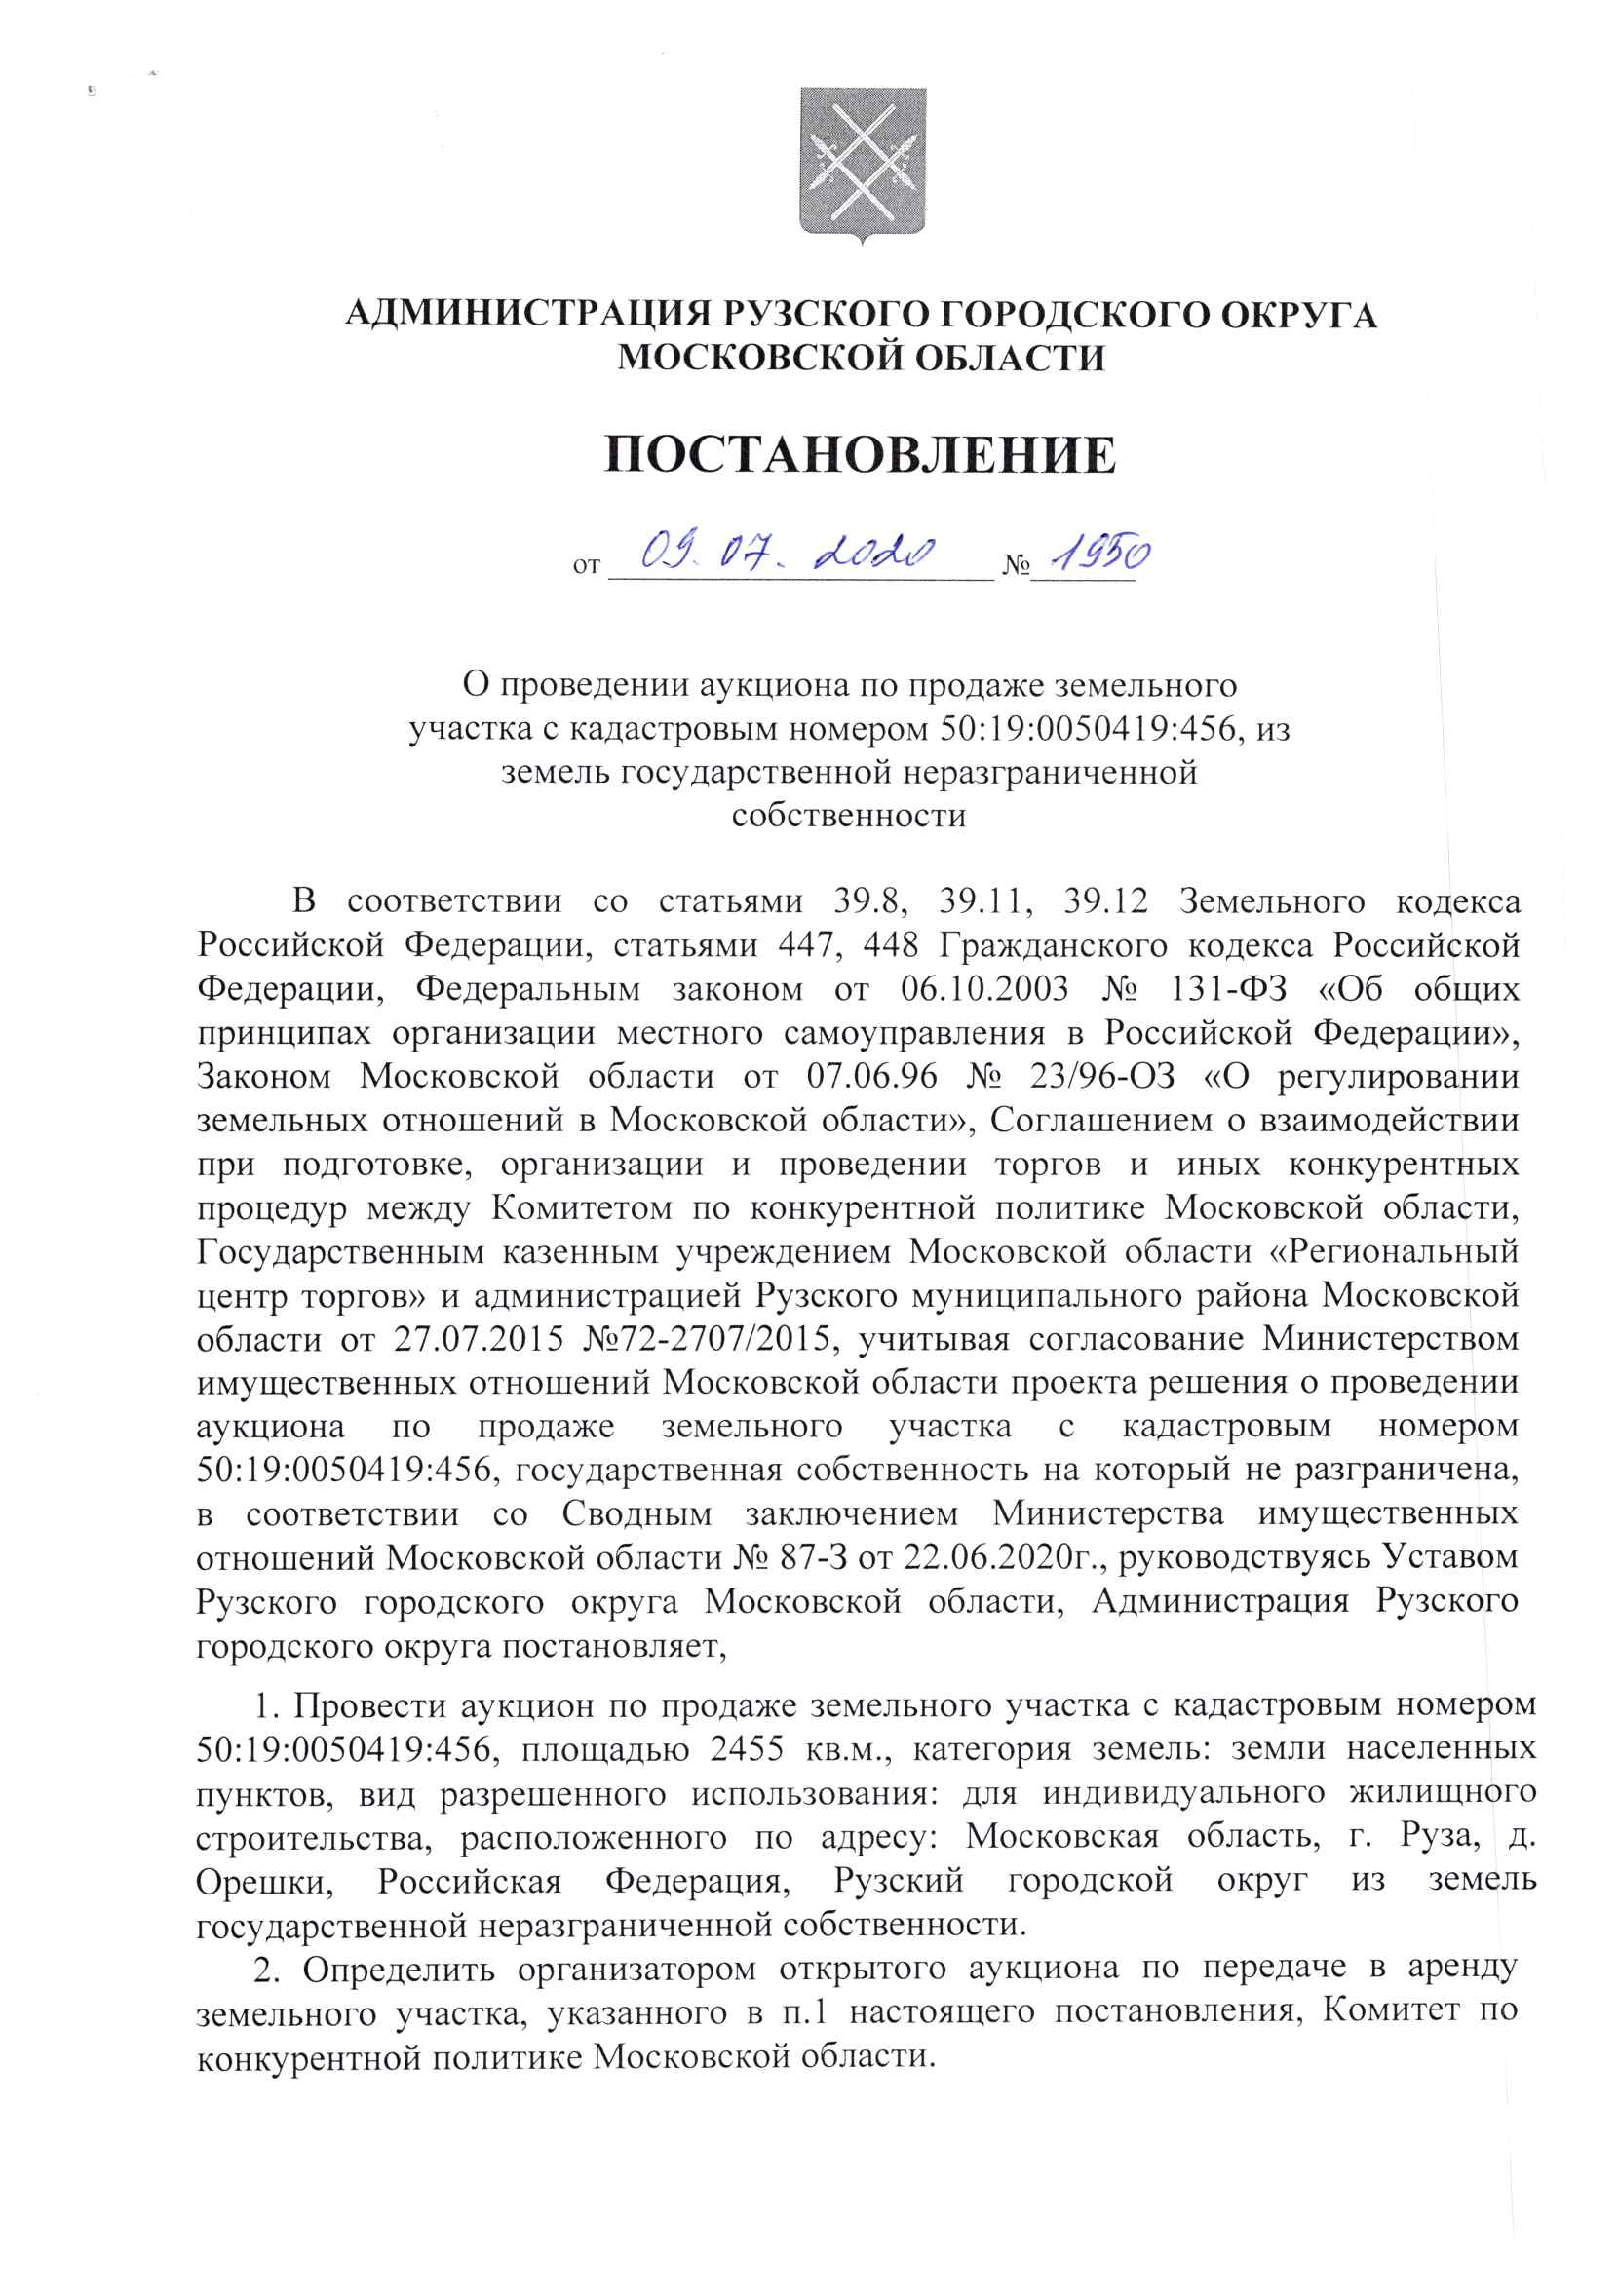 АДМИНИСТРАЦИЯ РУЗСКОГО ГОРОДСКОГО ОКРУГА
МОСКОВСКОЙ ОБЛАСТИ
ПОСТАНОВЛЕНИЕ
от 09.07.2020 № 1950
О проведении аукциона по продаже земельного
участка с кадастровым номером 50:19:0050419:456, из
земель государственной неразграниченной
собственности
В соответствии со статьями 39.8, 39.11, 39.12 Земельного кодекса
Российской Федерации, статьями 447, 448 Гражданского кодекса Российской
Федерации, Федеральным законом от 06.10.2003 № 131-ФЗ «Об общих
принципах организации местного самоуправления в Российской Федерации»,
Законом Московской области от 07.06.96 № 23/96-ОЗ «О регулировании
земельных отношений в Московской области», Соглашением о взаимодействии
при подготовке, организации и проведении торгов и иных конкурентных
процедур между Комитетом по конкурентной политике Московской области,
Государственным казенным учреждением Московской области «Региональный
центр торгов» и администрацией Рузского муниципального района Московской
области от 27.07.2015 №72-2707/2015, учитывая согласование Министерством
имущественных отношений Московской области проекта решения о проведении
аукциона по продаже земельного участка с кадастровым номером
50:19:0050419:456, государственная собственность на который не разграничена,
в соответствии со Сводным заключением Министерства имущественных
отношений Московской области № 87-З от 22.06.2020г., руководствуясь Уставом
Рузского городского округа Московской области, Администрация Рузского
городского округа постановляет,
1. Провести аукцион по продаже земельного участка с кадастровым номером
50:19:0050419:456, площадью 2455 кв.м., категория земель: земли населенных
пунктов, вид разрешенного использования: для индивидуального жилищного
строительства, расположенного по адресу: Московская область, г. Руза, д.
Орешки, Российская Федерация, Рузский городской округ из земель
государственной неразграниченной собственности.
2. Определить организатором открытого аукциона по передаче в аренду
земельного участка, указанного в п.1 настоящего постановления, Комитет по
конкурентной политике Московской области.